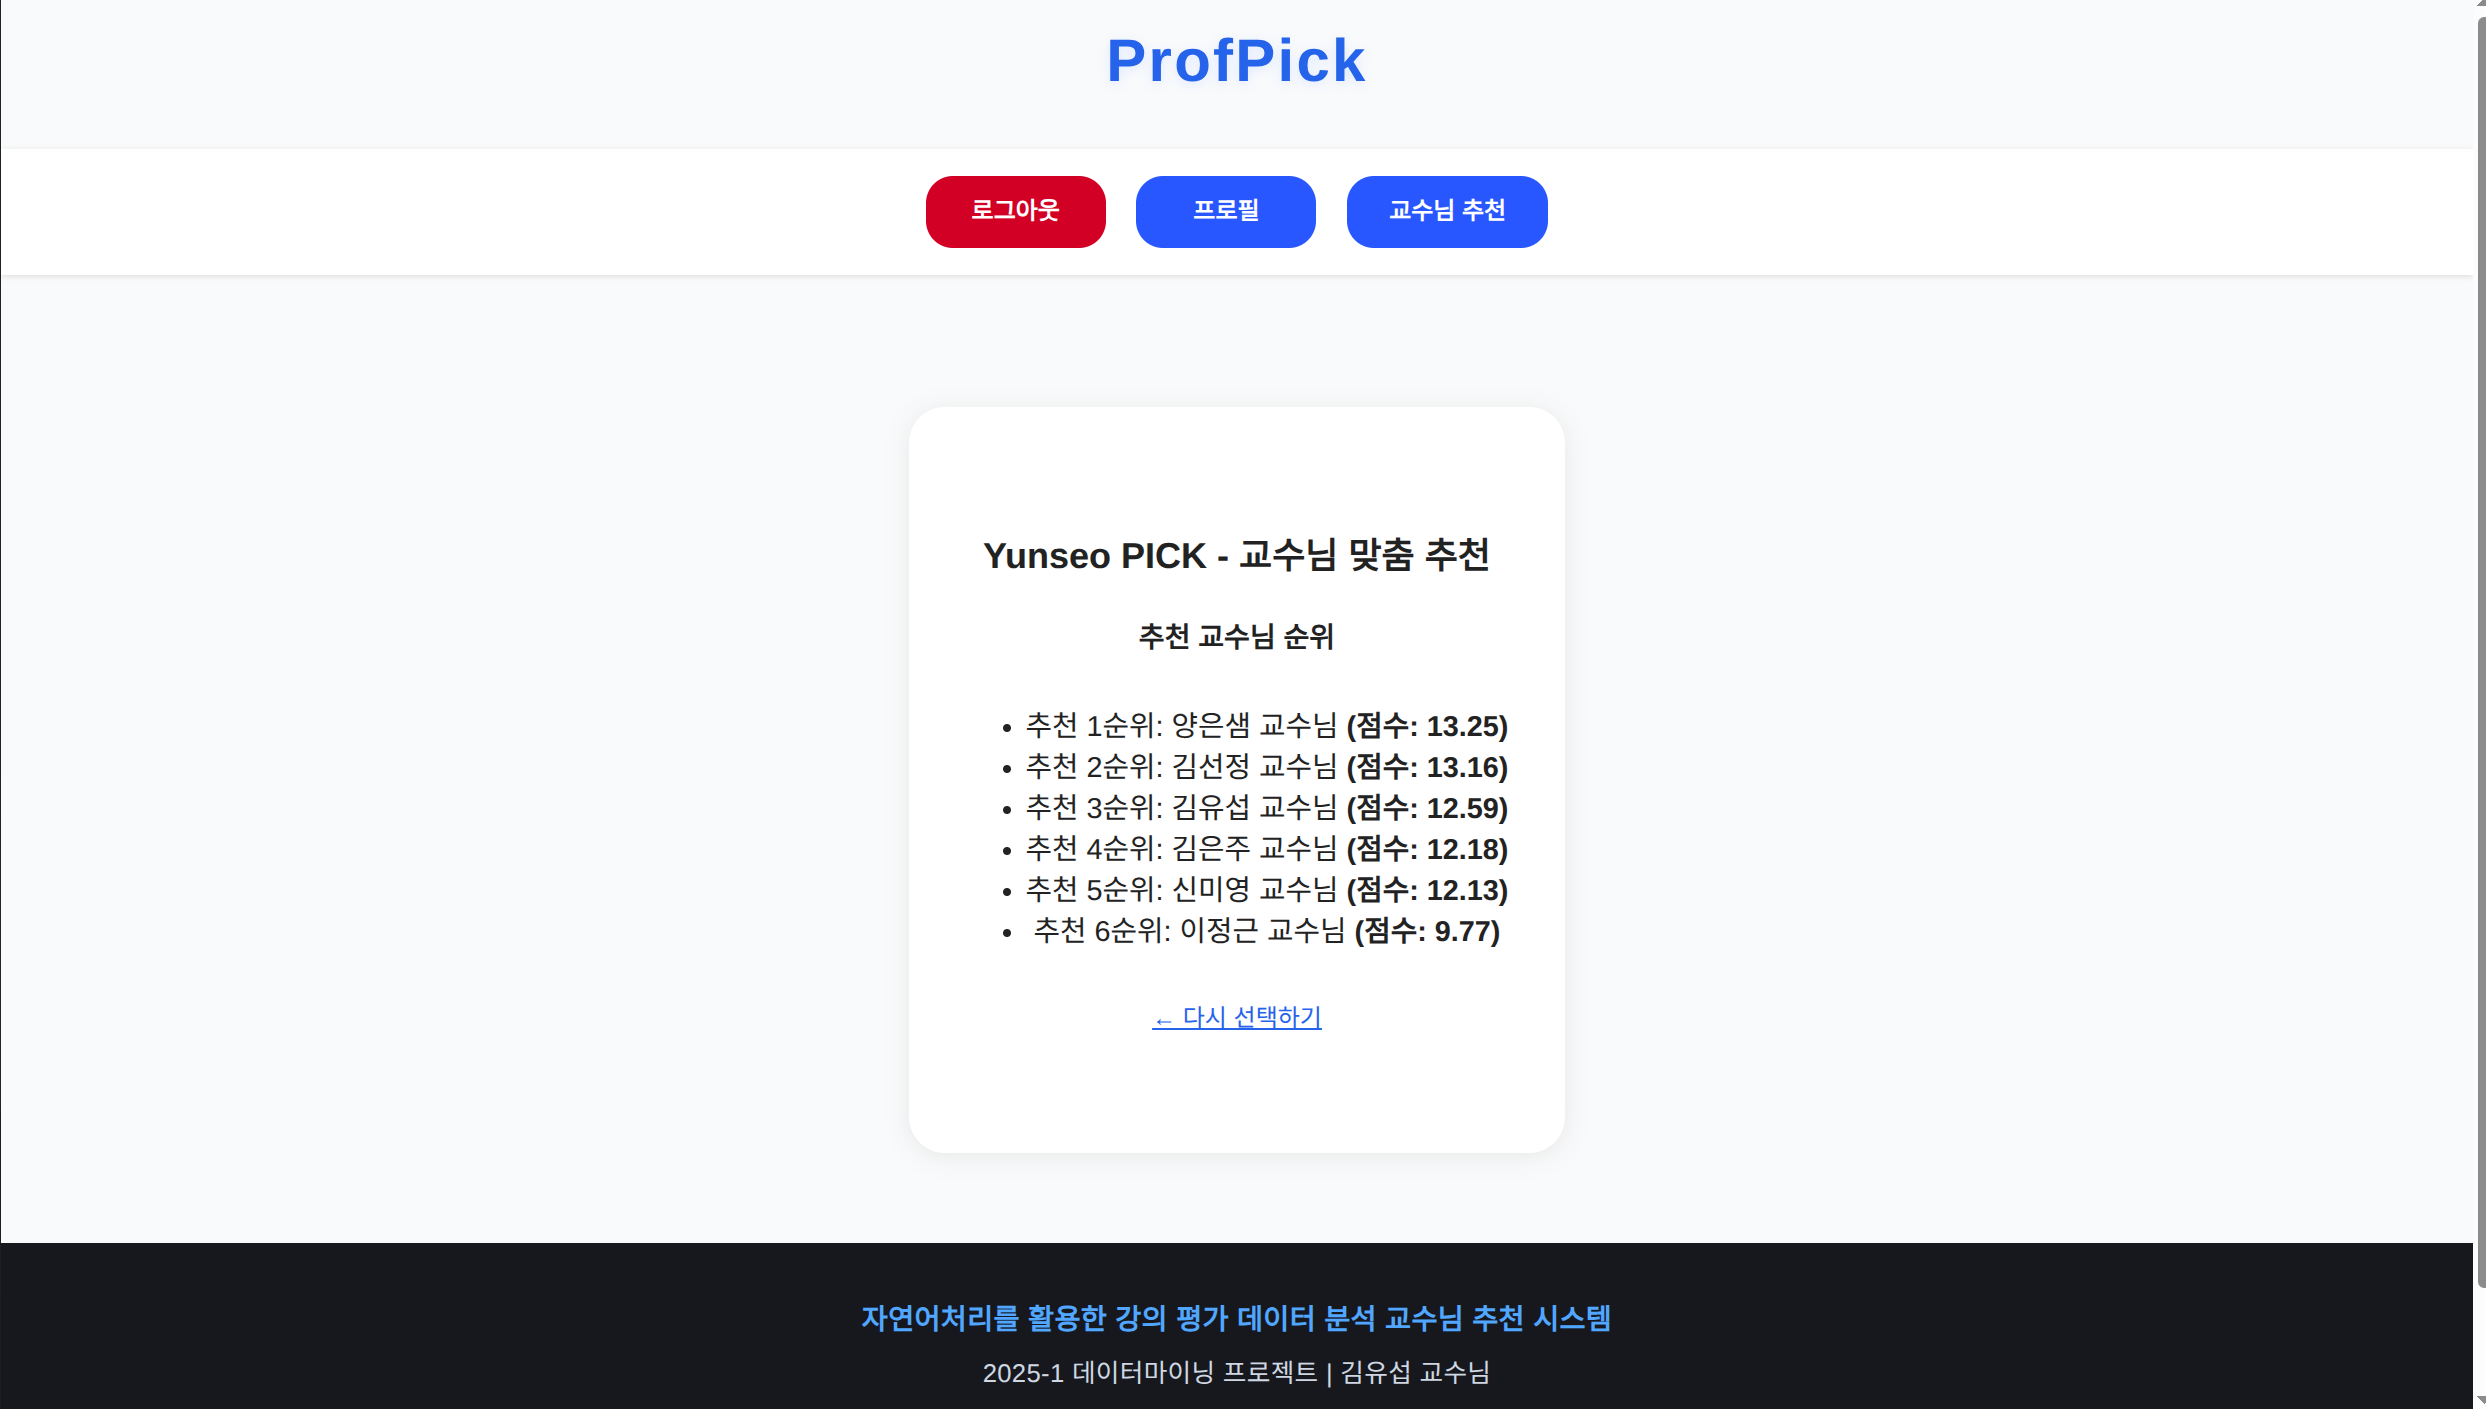 ProfPick
로그아웃 프로필 교수님 추천
Yunseo PICK - 교수님 맞춤 추천
추천 교수님 순위
• 추천 1순위: 양은샘 교수님 (점수: 13.25)
• 추천 2순위: 김선정 교수님 (점수: 13.16)
• 추천 3순위: 김유섭 교수님 (점수: 12.59)
• 추천 4순위: 김은주 교수님 (점수: 12.18)
• 추천 5순위: 신미영 교수님 (점수: 12.13)
• 추천 6순위: 이정근 교수님 (점수: 9.77)
← 다시 선택하기
자연어처리를 활용한 강의 평가 데이터 분석 교수님 추천 시스템
2025-1 데이터마이닝 프로젝트 | 김유섭 교수님